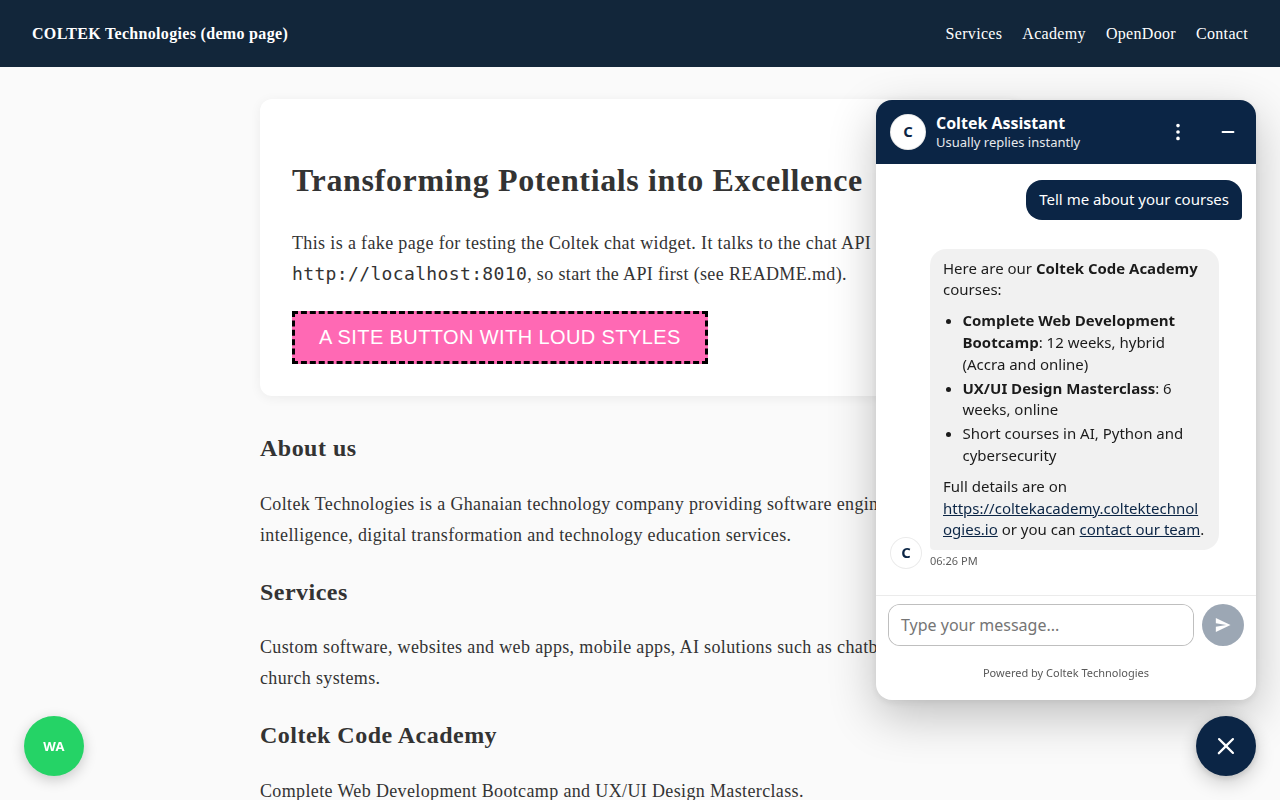 COLTEK Technologies (demo page)
Services Academy OpenDoor Contact
Transforming Potentials into Excellence
This is a fake page for testing the Coltek chat widget. It talks to the chat API
http://localhost:8010, so start the API first (see README.md).
A SITE BUTTON WITH LOUD STYLES
About us
Coltek Technologies is a Ghanaian technology company providing software engin
intelligence, digital transformation and technology education services.
Services
Custom software, websites and web apps, mobile apps, AI solutions such as chatb
church systems.
Coltek Code Academy
Complete Web Development Bootcamp and UX/UI Design Masterclass.
WA
C
Coltek Assistant
Usually replies instantly
Tell me about your courses
Here are our Coltek Code Academy
courses:
• Complete Web Development
Bootcamp: 12 weeks, hybrid
(Accra and online)
• UX/UI Design Masterclass: 6
weeks, online
• Short courses in AI, Python and
cybersecurity
Full details are on
https://coltekacademy.coltektechnol
ogies.io or you can contact our team.
C
06:26 PM
Type your message...
Powered by Coltek Technologies